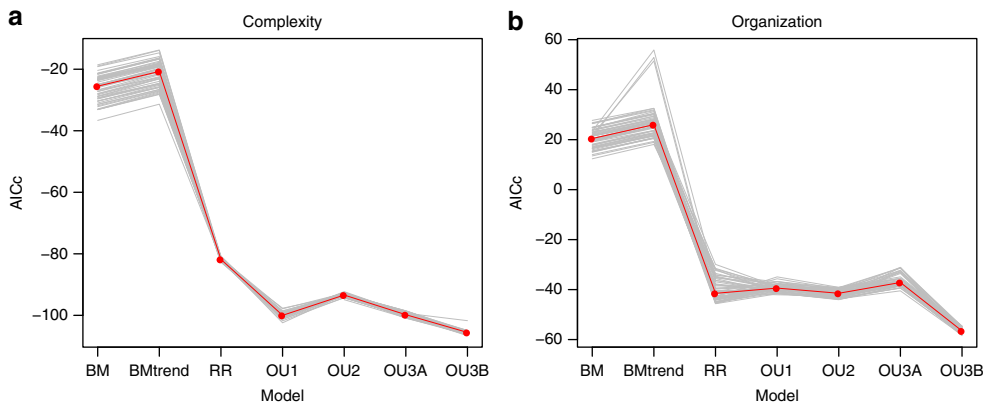 a
Complexity
AICc
−20
−40
−60
−80
−100
BM BMtrend RR OU1 OU2 OU3A OU3B
Model
b
Organization
AICc
60
40
20
0
−20
−40
−60
BM BMtrend RR OU1 OU2 OU3A OU3B
Model